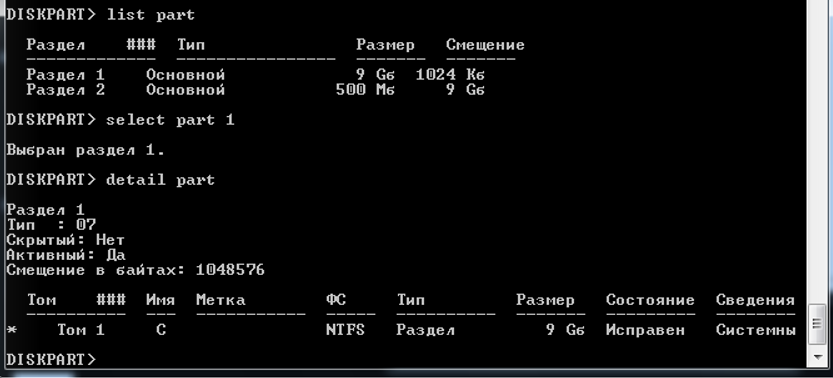 DISKPART> list part
Раздел ### Тип Размер Смещение
------------- ---------------- ------- -------
Раздел 1 Основной 9 Gб 1024 Kб
Раздел 2 Основной 500 Mб 9 Gб
DISKPART> select part 1
Выбран раздел 1.
DISKPART> detail part
Раздел 1
Тип : 07
Скрытый: Нет
Активный: Да
Смещение в байтах: 1048576
Том ### Имя Метка ФС Тип Размер Состояние Сведения
---------- --- ----------- ----- ---------- ------- --------- --------
* Том 1 C NTFS Раздел 9 Gб Исправен Системны
DISKPART>